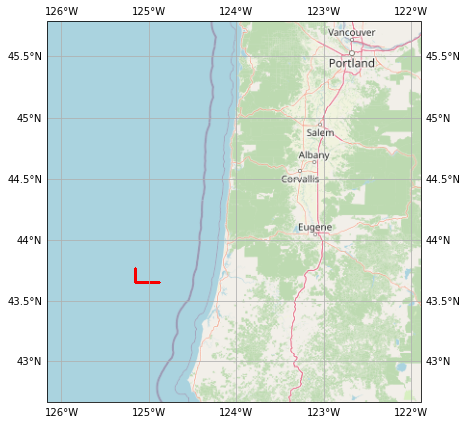 126°W 125°W 124°W 123°W 122°W
Vancouver
45.5°N 45.5°N
Portland
45°N 45°N
Salem
Albany
44.5°N 44.5°N
Corvallis
Eugene
44°N 44°N
43.5°N 43.5°N
43°N 43°N
126°W 125°W 124°W 123°W 122°W